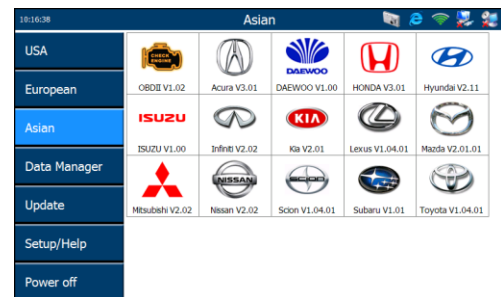 10:16:38
Asian
USA
European
Asian
Data Manager
Update
Setup/Help
Power off
CHECK ENGINE
DAEWOO
OBDII V1.02
Acura V3.01
DAEWOO V1.00
HONDA V3.01
Hyundai V2.11
ISUZU
KIA
ISUZU V1.00
Infiniti V2.02
Kia V2.01
Lexus V1.04.01
Mazda V2.01.01
NISSAN
SCION
Mitsubishi V2.02
Nissan V2.02
Scion V1.04.01
Subaru V1.01
Toyota V1.04.01